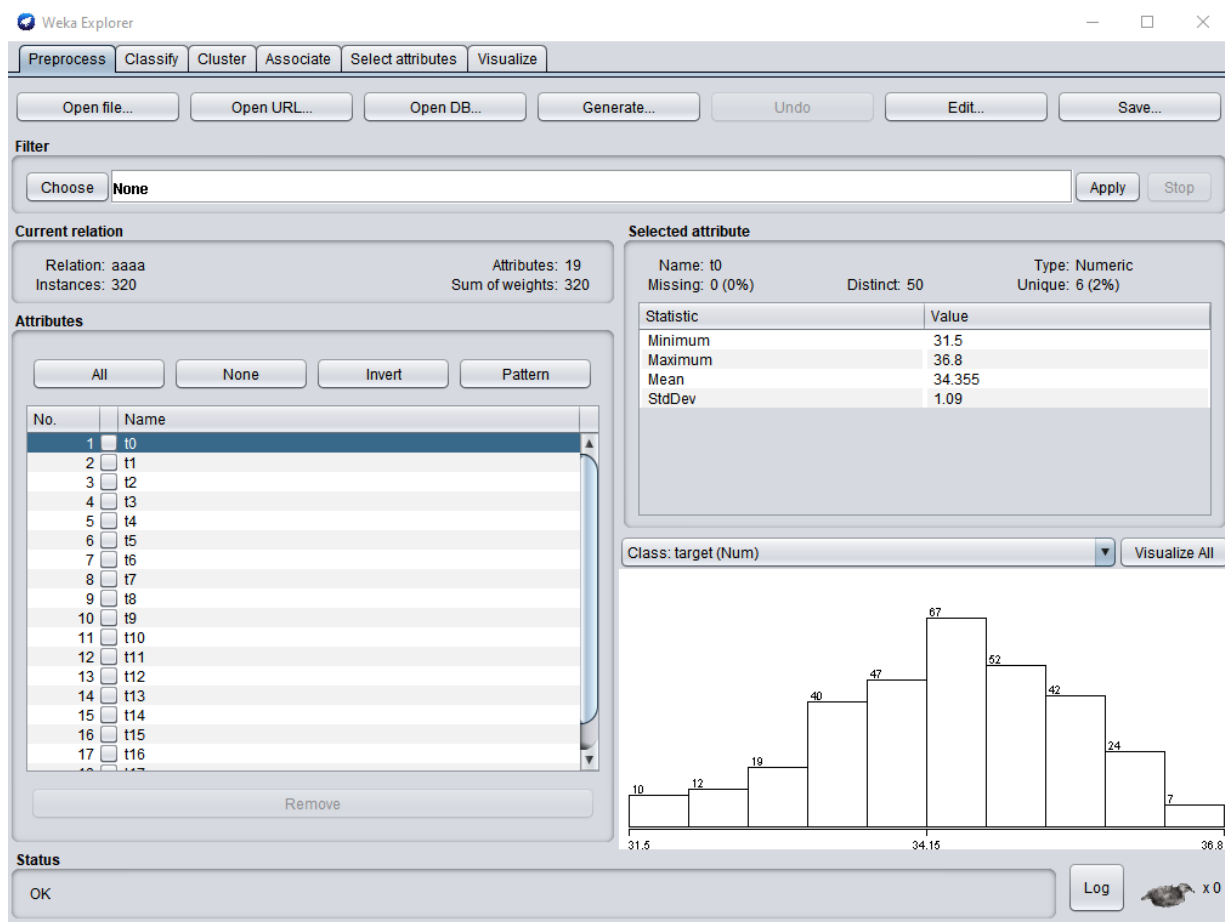 Weka Explorer
Preprocess Classify Cluster Associate Select attributes Visualize
Open file... Open URL... Open DB... Generate... Undo Edit... Save...
Filter
Choose None Apply Stop
Current relation
Relation: aaaa Attributes: 19
Instances: 320 Sum of weights: 320
Attributes
All None Invert Pattern
No. Name
1 t0
2 t1
3 t2
4 t3
5 t4
6 t5
7 t6
8 t7
9 t8
10 t9
11 t10
12 t11
13 t12
14 t13
15 t14
16 t15
17 t16
Remove
Selected attribute
Name: t0 Type: Numeric
Missing: 0 (0%) Distinct: 50 Unique: 6 (2%)
Statistic Value
Minimum 31.5
Maximum 36.8
Mean 34.355
StdDev 1.09
Class: target (Num) Visualize All
10 12 19 40 47 67 52 42 24 7
31.5 34.15 36.8
Status
OK Log x 0